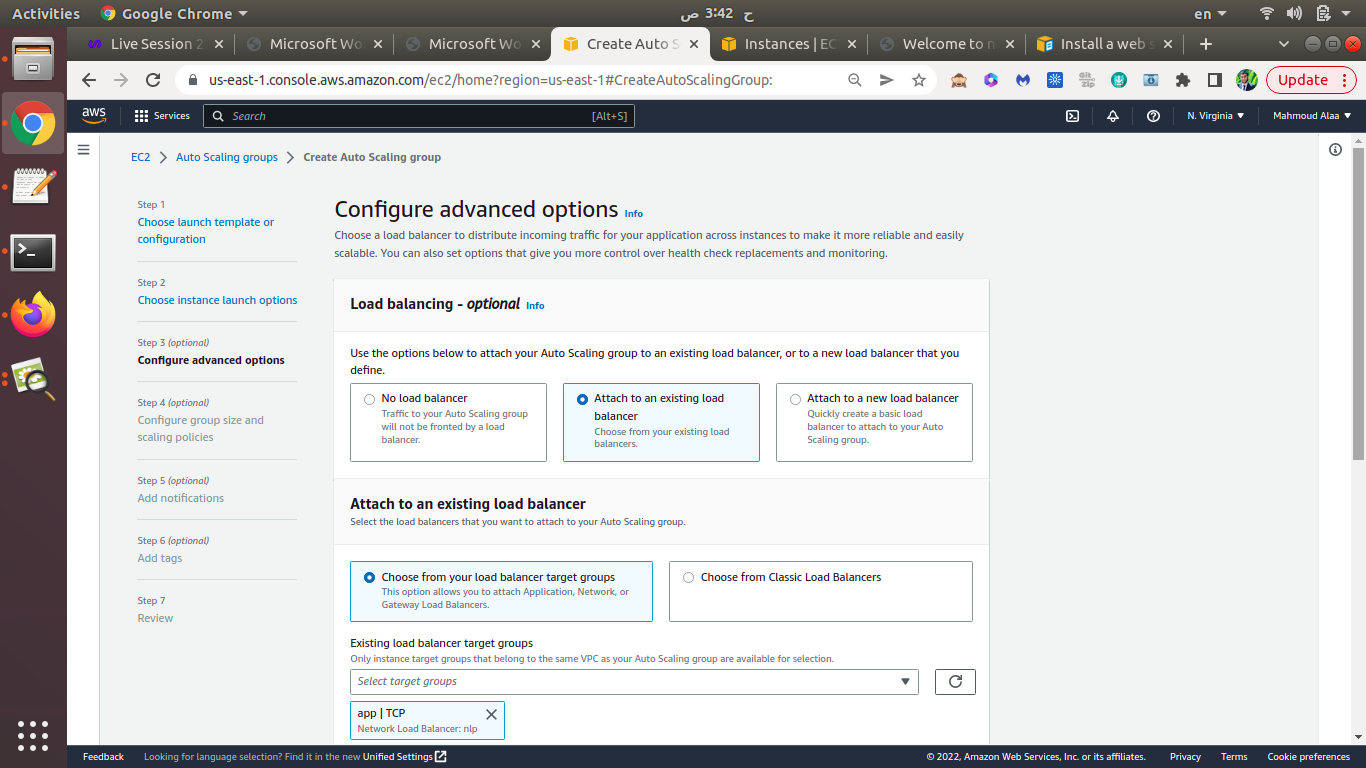 Activities
Google Chrome
ح 3:42 ص
en
Live Session 2
Microsoft Wo
Microsoft Wo
Create Auto S
Instances | EC
Welcome to n
Install a web s
us-east-1.console.aws.amazon.com/ec2/home?region=us-east-1#CreateAutoScalingGroup:
Git
Zip
Update
aws
Services
Search
[Alt+S]
N. Virginia
Mahmoud Alaa
EC2
Auto Scaling groups
Create Auto Scaling group
Step 1
Choose launch template or
configuration
Step 2
Choose instance launch options
Step 3 (optional)
Configure advanced options
Step 4 (optional)
Configure group size and
scaling policies
Step 5 (optional)
Add notifications
Step 6 (optional)
Add tags
Step 7
Review
Configure advanced options Info
Choose a load balancer to distribute incoming traffic for your application across instances to make it more reliable and easily
scalable. You can also set options that give you more control over health check replacements and monitoring.
Load balancing - optional Info
Use the options below to attach your Auto Scaling group to an existing load balancer, or to a new load balancer that you
define.
No load balancer
Traffic to your Auto Scaling group
will not be fronted by a load
balancer.
Attach to an existing load
balancer
Choose from your existing load
balancers.
Attach to a new load balancer
Quickly create a basic load
balancer to attach to your Auto
Scaling group.
Attach to an existing load balancer
Select the load balancers that you want to attach to your Auto Scaling group.
Choose from your load balancer target groups
This option allows you to attach Application, Network, or
Gateway Load Balancers.
Choose from Classic Load Balancers
Existing load balancer target groups
Only instance target groups that belong to the same VPC as your Auto Scaling group are available for selection.
Select target groups
app | TCP
Network Load Balancer: nlp
Feedback
Looking for language selection? Find it in the new Unified Settings
© 2022, Amazon Web Services, Inc. or its affiliates.
Privacy
Terms
Cookie preferences